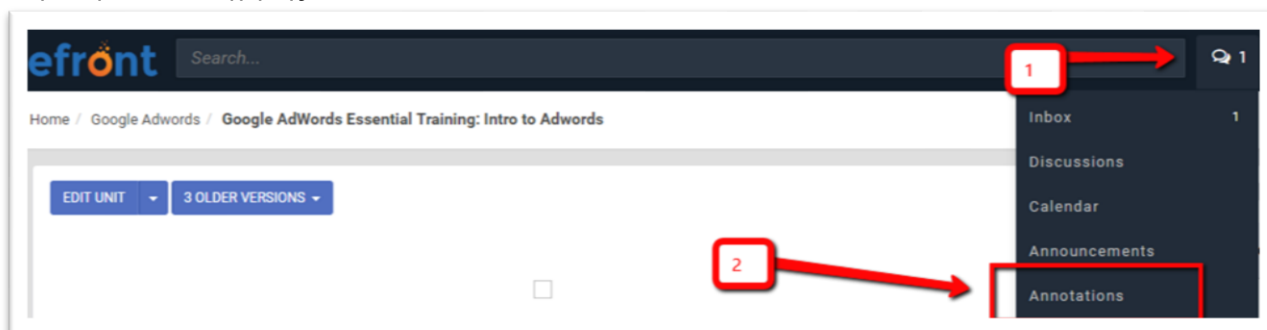 efront Search... 1 1
Home / Google Adwords / Google AdWords Essential Training: Intro to Adwords
Inbox 1
Discussions
EDIT UNIT 3 OLDER VERSIONS
Calendar
Announcements
2
Annotations